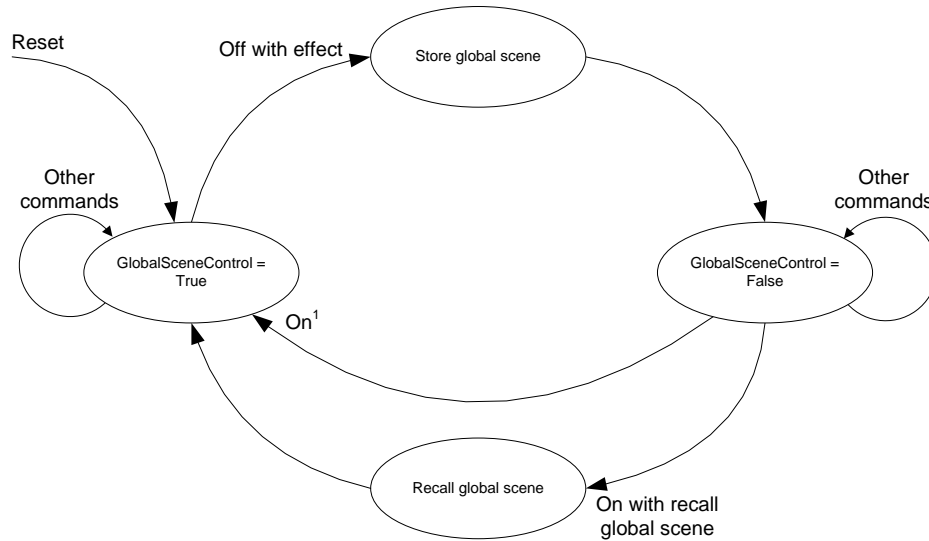 Reset
Off with effect
Store global scene
Other
commands
GlobalSceneControl =
True
Other
commands
GlobalSceneControl =
False
On¹
Recall global scene
On with recall
global scene